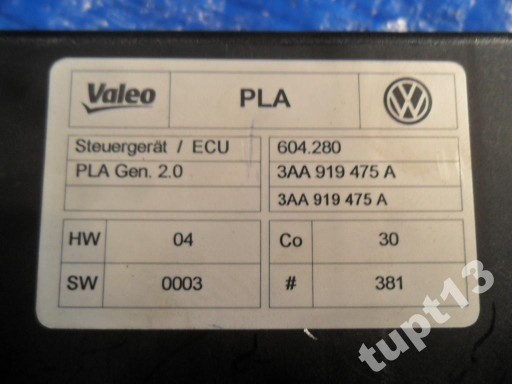 Valeo PLA VW
Steuergerät / ECU 604.280
PLA Gen. 2.0 3AA 919 475 A
3AA 919 475 A
HW 04 Co 30
SW 0003 # 381
tupt13